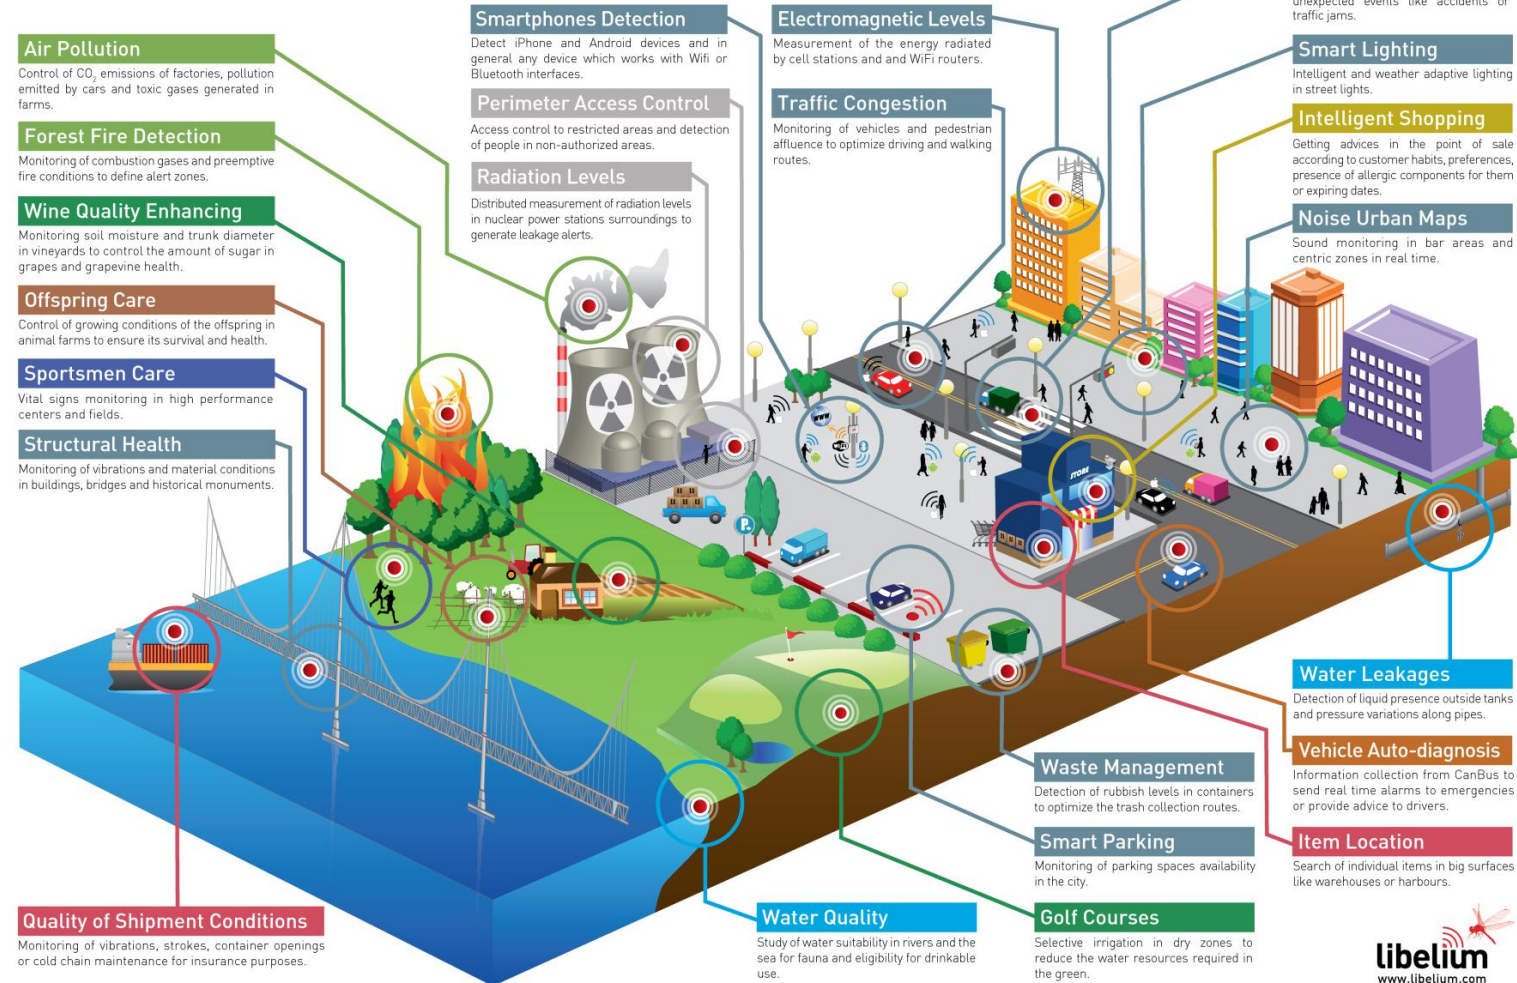 Air Pollution
Control of CO2 emissions of factories, pollution
emitted by cars and toxic gases generated in
farms.
Forest Fire Detection
Monitoring of combustion gases and preemptive
fire conditions to define alert zones.
Wine Quality Enhancing
Monitoring soil moisture and trunk diameter
in vineyards to control the amount of sugar in
grapes and grapevine health.
Offspring Care
Control of growing conditions of the offspring in
animal farms to ensure its survival and health.
Sportsmen Care
Vital signs monitoring in high performance
centers and fields.
Structural Health
Monitoring of vibrations and material conditions
in buildings, bridges and historical monuments.
Quality of Shipment Conditions
Monitoring of vibrations, strokes, container openings
or cold chain maintenance for insurance purposes.
Smartphones Detection
Detect iPhone and Android devices and in
general any device which works with Wifi or
Bluetooth interfaces.
Perimeter Access Control
Access control to restricted areas and detection
of people in non-authorized areas.
Radiation Levels
Distributed measurement of radiation levels
in nuclear power stations surroundings to
generate leakage alerts.
Electromagnetic Levels
Measurement of the energy radiated
by cell stations and and WiFi routers.
Traffic Congestion
Monitoring of vehicles and pedestrian
affluence to optimize driving and walking
routes.
unexpected events like accidents or
traffic jams.
Smart Lighting
Intelligent and weather adaptive lighting
in street lights.
Intelligent Shopping
Getting advices in the point of sale
according to customer habits, preferences,
presence of allergic components for them
or expiring dates.
Noise Urban Maps
Sound monitoring in bar areas and
centric zones in real time.
www
STORE
P.
Water Leakages
Detection of liquid presence outside tanks
and pressure variations along pipes.
Vehicle Auto-diagnosis
Information collection from CanBus to
send real time alarms to emergencies
or provide advice to drivers.
Item Location
Search of individual items in big surfaces
like warehouses or harbours.
Waste Management
Detection of rubbish levels in containers
to optimize the trash collection routes.
Smart Parking
Monitoring of parking spaces availability
in the city.
Golf Courses
Selective irrigation in dry zones to
reduce the water resources required in
the green.
Water Quality
Study of water suitability in rivers and the
sea for fauna and eligibility for drinkable
use.
libelium
www.libelium.com